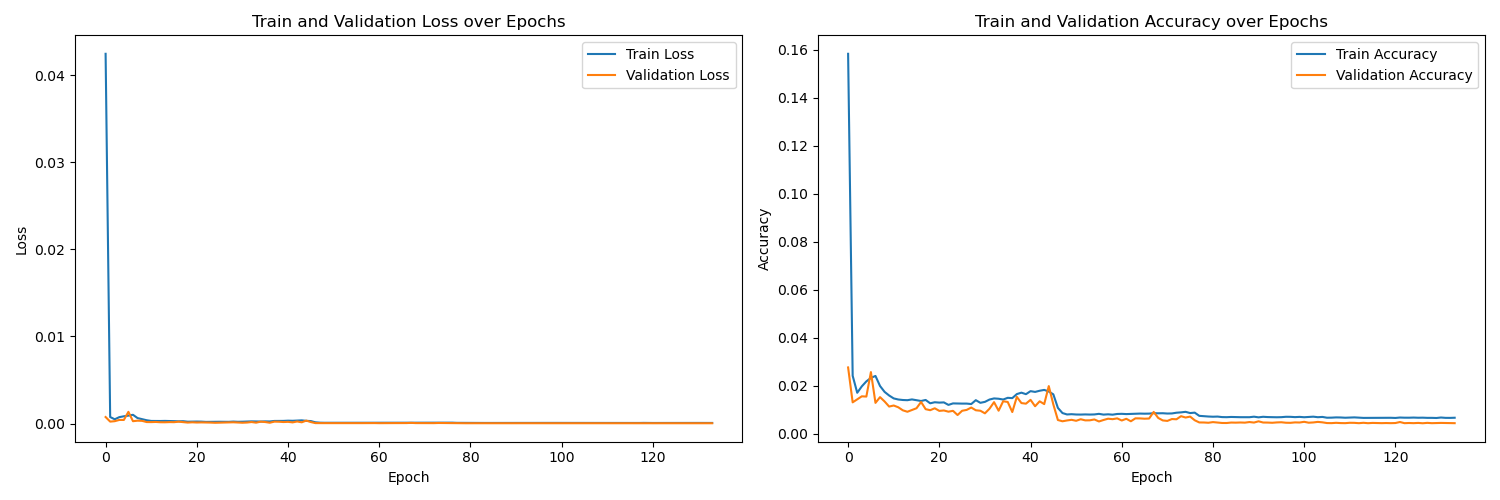 Train and Validation Loss over Epochs
Train Loss
Validation Loss
0.04
0.03
0.02
0.01
0.00
Loss
0 20 40 60 80 100 120
Epoch
Train and Validation Accuracy over Epochs
Train Accuracy
Validation Accuracy
0.16
0.14
0.12
0.10
0.08
0.06
0.04
0.02
0.00
Accuracy
0 20 40 60 80 100 120
Epoch